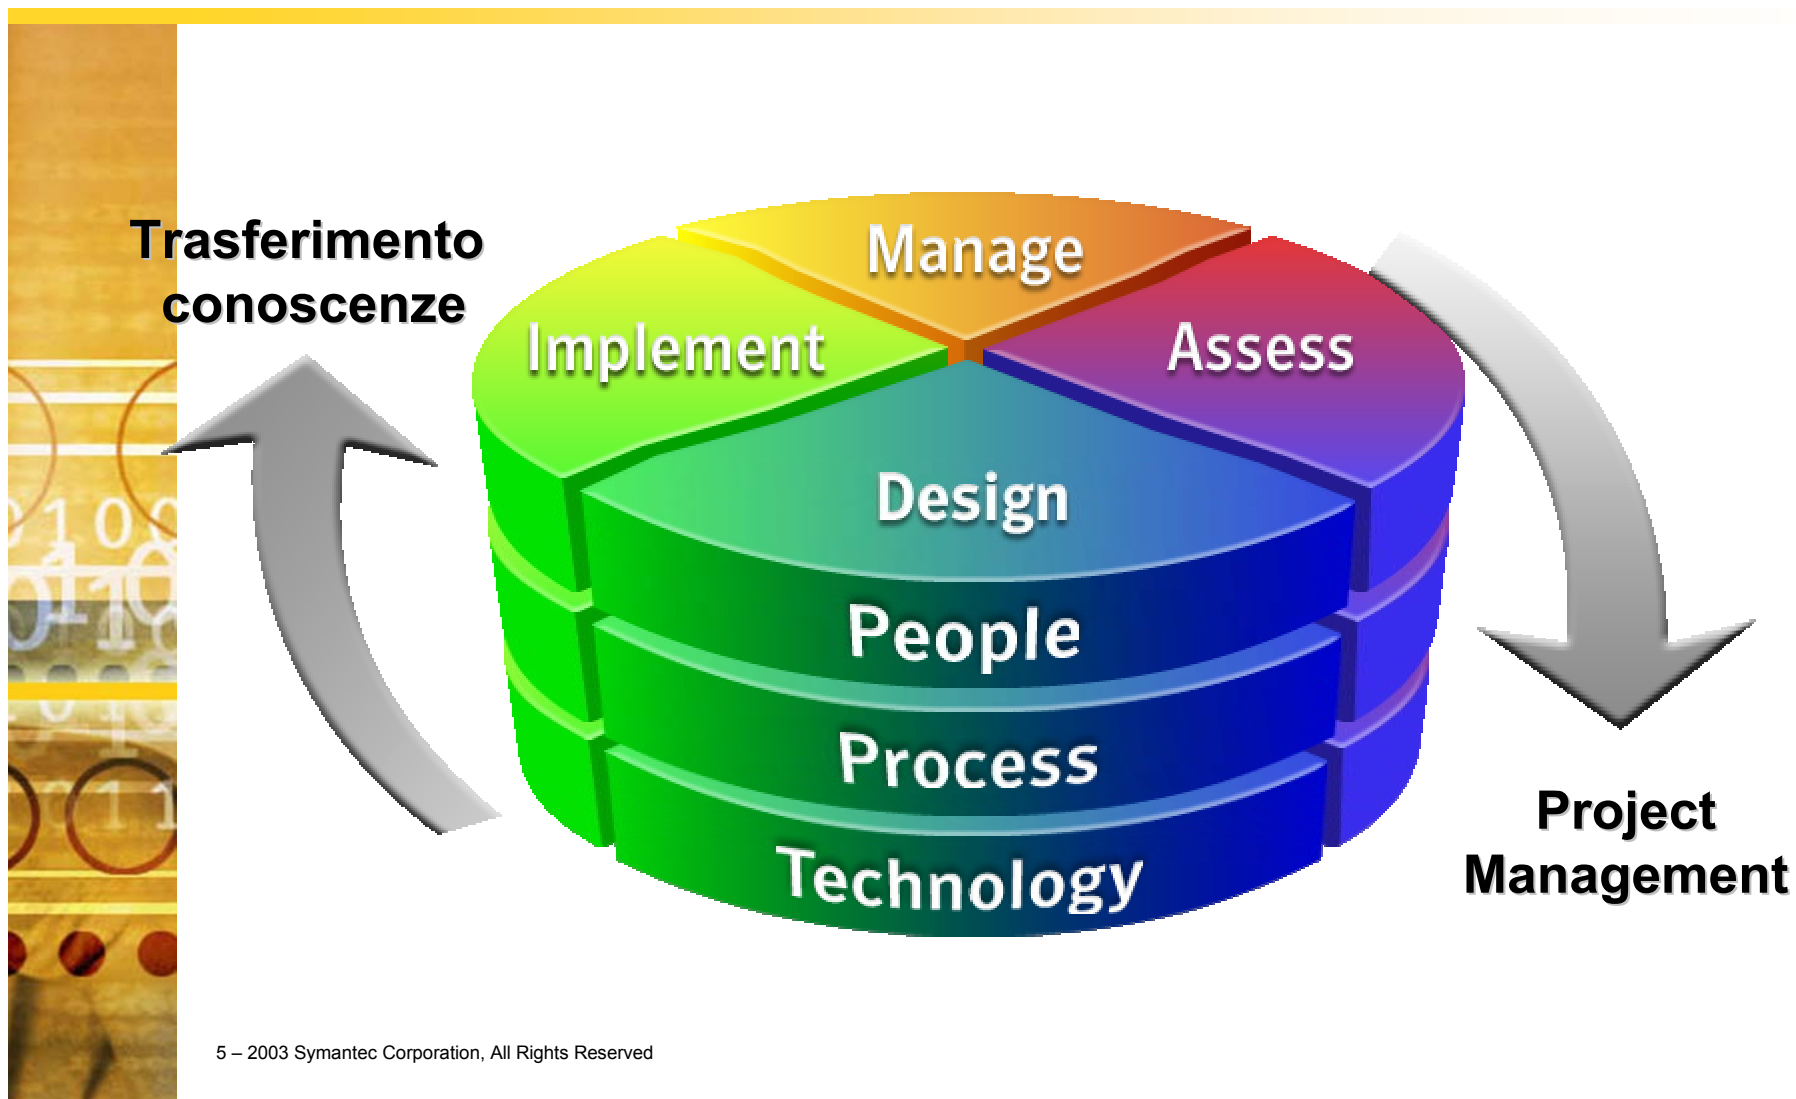 Trasferimento
conoscenze
Manage
Implement
Assess
Design
People
Process
Technology
Project
Management
5 – 2003 Symantec Corporation, All Rights Reserved